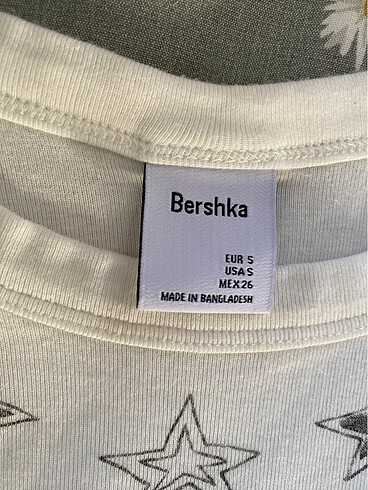 Bershka
EUR S
USA S
MEX 26
MADE IN BANGLADESH